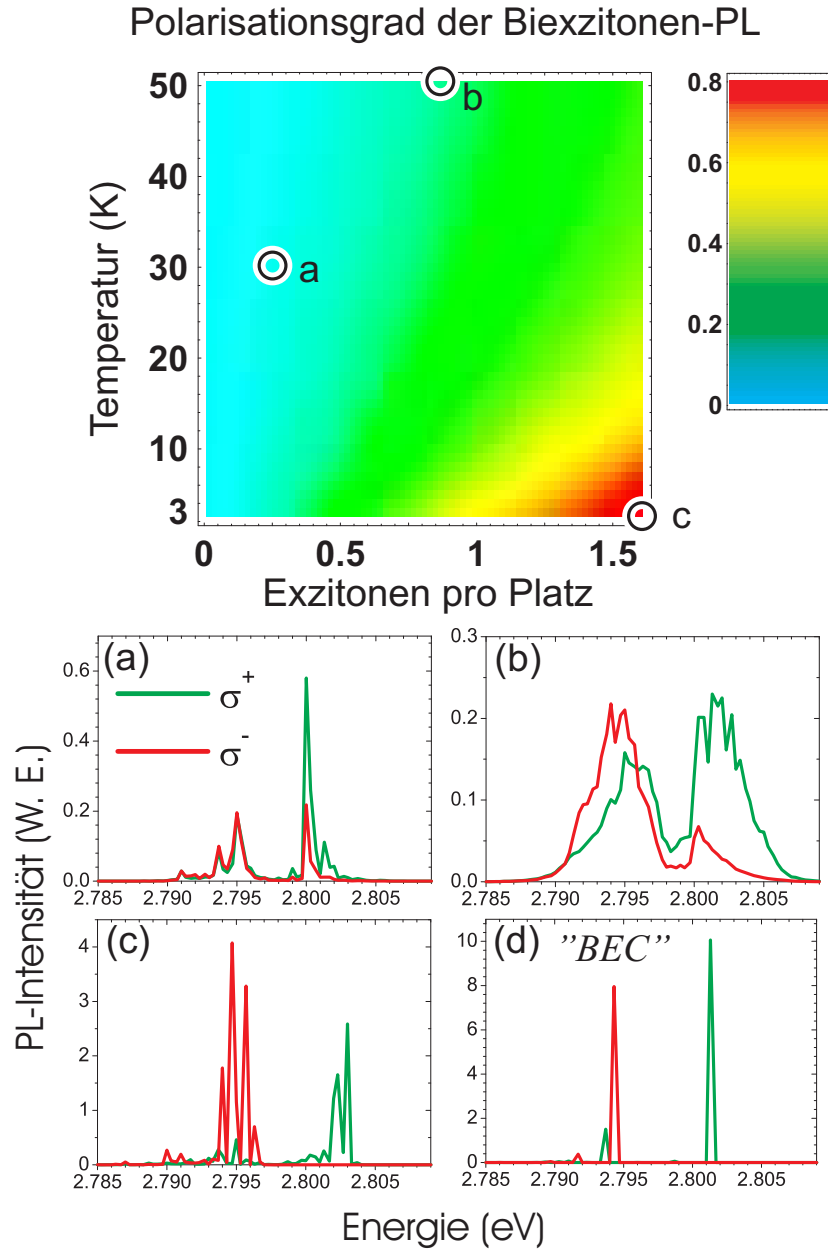 Polarisationsgrad der Biexzitonen-PL
50
40
30
20
10
3
Temperatur (K)
b
a
c
0 0.5 1 1.5
Exzitonen pro Platz
0.8
0.6
0.4
0.2
0
PL-Intensität (W. E.)
(a)
σ+
σ-
0.6
0.4
0.2
0.0
2.785 2.790 2.795 2.800 2.805
(b)
0.3
0.2
0.1
0.0
2.785 2.790 2.795 2.800 2.805
(c)
4
3
2
1
0
2.785 2.790 2.795 2.800 2.805
(d) ”BEC”
10
8
6
4
2
0
2.785 2.790 2.795 2.800 2.805
Energie (eV)